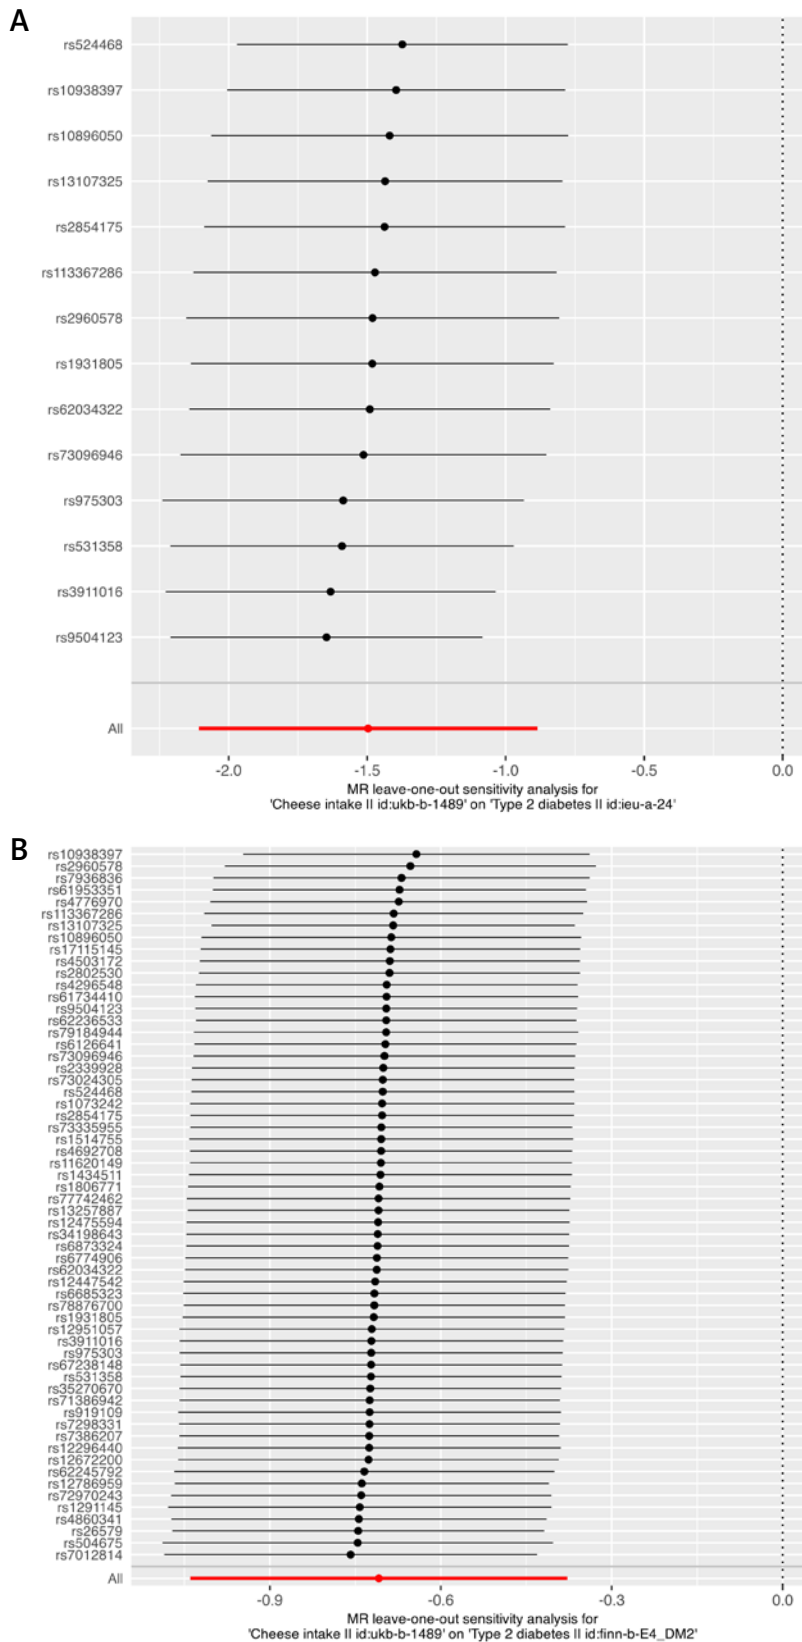 A
rs524468
rs10938397
rs10896050
rs13107325
rs2854175
rs113367286
rs2960578
rs1931805
rs62034322
rs73096946
rs975303
rs531358
rs3911016
rs9504123
All
-2.0 -1.5 -1.0 -0.5 0.0
MR leave-one-out sensitivity analysis for
'Cheese intake II id:ukb-b-1489' on 'Type 2 diabetes II id:ieu-a-24'
B
rs10938397
rs2960578
rs7936836
rs61953351
rs4776970
rs113367286
rs13107325
rs10896050
rs17115145
rs4503172
rs2802530
rs4296548
rs61734410
rs9504123
rs62236533
rs79184944
rs6126641
rs73096946
rs2339928
rs73024305
rs524468
rs1073242
rs2854175
rs73335955
rs1514755
rs4692708
rs11620149
rs1434511
rs1806771
rs77742462
rs13257887
rs12475594
rs34198643
rs6873324
rs6774906
rs62034322
rs12447542
rs6685323
rs78876700
rs1931805
rs12951057
rs3911016
rs975303
rs67238148
rs531358
rs35270670
rs71386942
rs919109
rs7298331
rs7386207
rs12296440
rs12672200
rs62245792
rs12786959
rs72970243
rs1291145
rs4860341
rs26579
rs504675
rs7012814
All
-0.9 -0.6 -0.3 0.0
MR leave-one-out sensitivity analysis for
'Cheese intake II id:ukb-b-1489' on 'Type 2 diabetes II id:finn-b-E4_DM2'